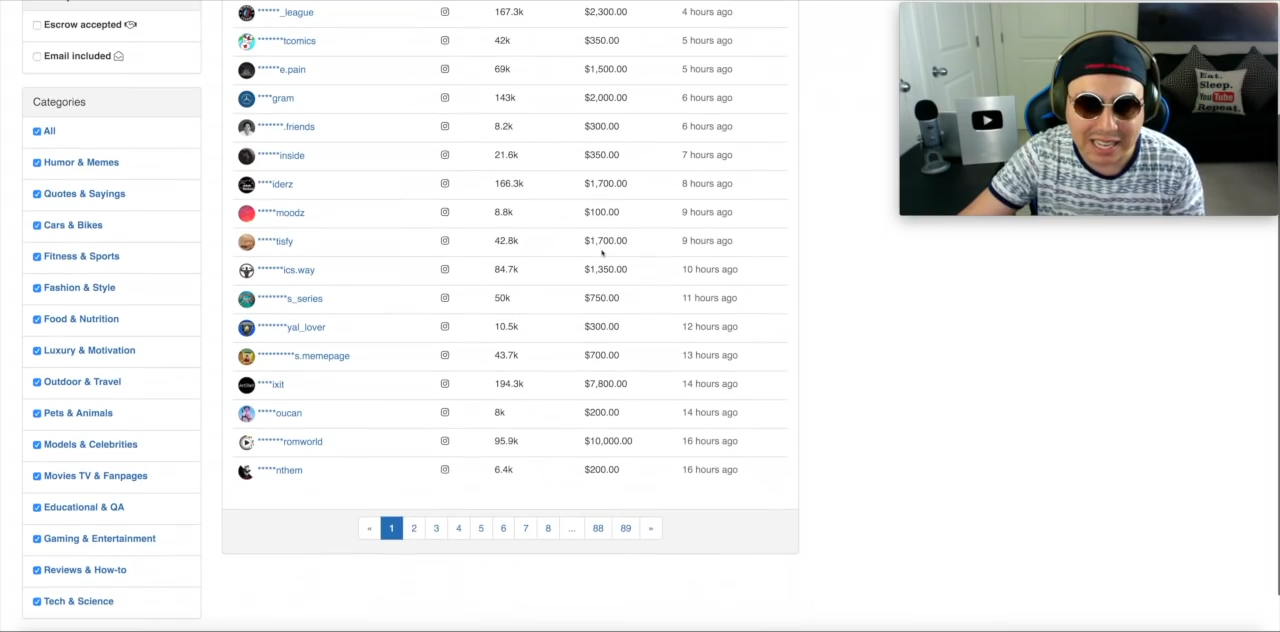 Escrow accepted
Email included
Categories
All
Humor & Memes
Quotes & Sayings
Cars & Bikes
Fitness & Sports
Fashion & Style
Food & Nutrition
Luxury & Motivation
Outdoor & Travel
Pets & Animals
Models & Celebrities
Movies TV & Fanpages
Educational & QA
Gaming & Entertainment
Reviews & How-to
Tech & Science
******_league 167.3k $2,300.00 4 hours ago
*******tcomics 42k $350.00 5 hours ago
******e.pain 69k $1,500.00 5 hours ago
****gram 143k $2,000.00 6 hours ago
******.friends 8.2k $300.00 6 hours ago
******inside 21.6k $350.00 7 hours ago
****iderz 166.3k $1,700.00 8 hours ago
*****moodz 8.8k $100.00 9 hours ago
*****tisfy 42.8k $1,700.00 9 hours ago
*******ics.way 84.7k $1,350.00 10 hours ago
********s_series 50k $750.00 11 hours ago
********yal_lover 10.5k $300.00 12 hours ago
**********s.memepage 43.7k $700.00 13 hours ago
****ixit 194.3k $7,800.00 14 hours ago
*****oucan 8k $200.00 14 hours ago
*******romworld 95.9k $10,000.00 16 hours ago
*****nthem 6.4k $200.00 16 hours ago
« 1 2 3 4 5 6 7 8 ... 88 89 »
Eat.
Sleep.
YouTube
Repeat.